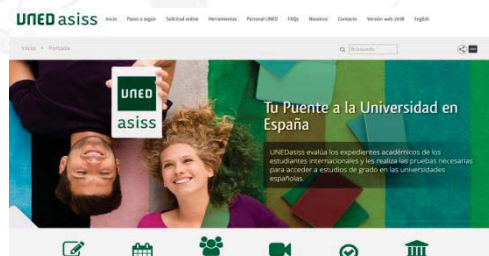 UNED asiss
Inicio Pasos a seguir Solicitud online Herramientas Personal UNED FAQs Nosotros Contacto Versión web 2018 English
Inicio Portada
Búsqueda
UNED
asiss
Tu Puente a la Universidad en
España
UNEDasiss evalúa los expedientes académicos de los
estudiantes internacionales y les realiza las pruebas necesarias
para acceder a estudios de grado en las universidades
españolas.